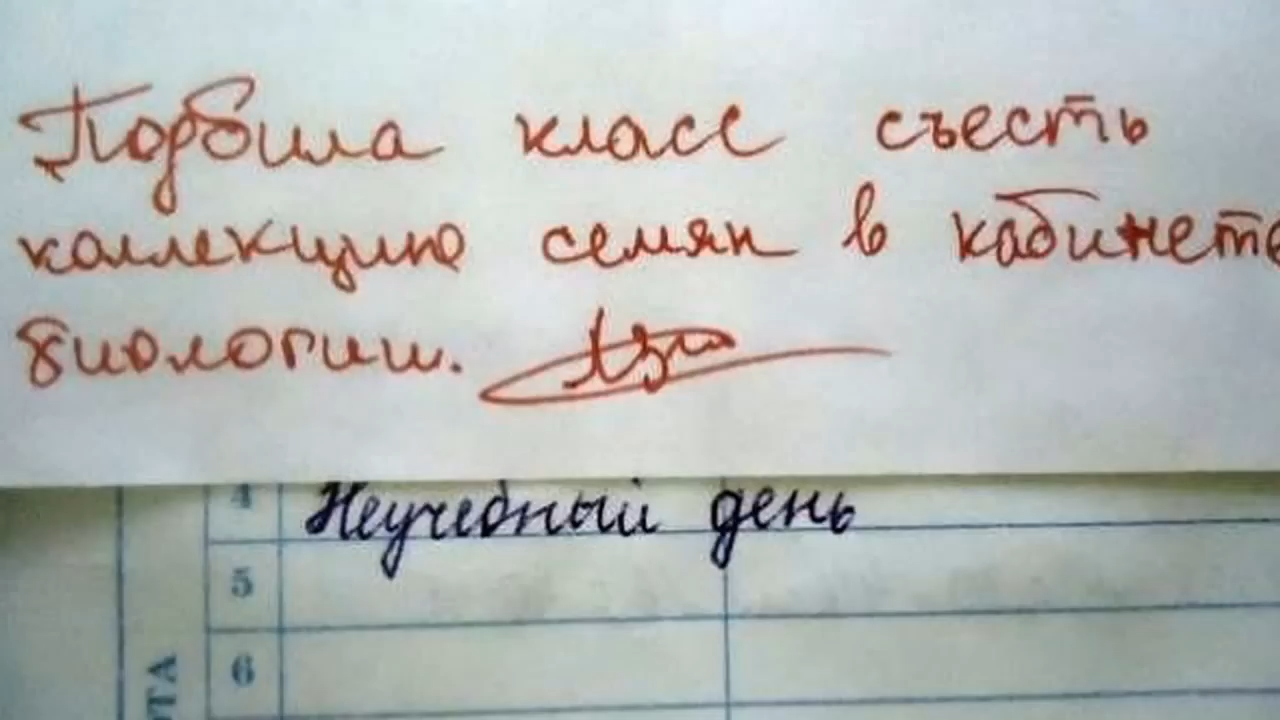 Подбила класс съесть
коллекцию семян в кабинете
биологии.
4 Неучебный день
5
6